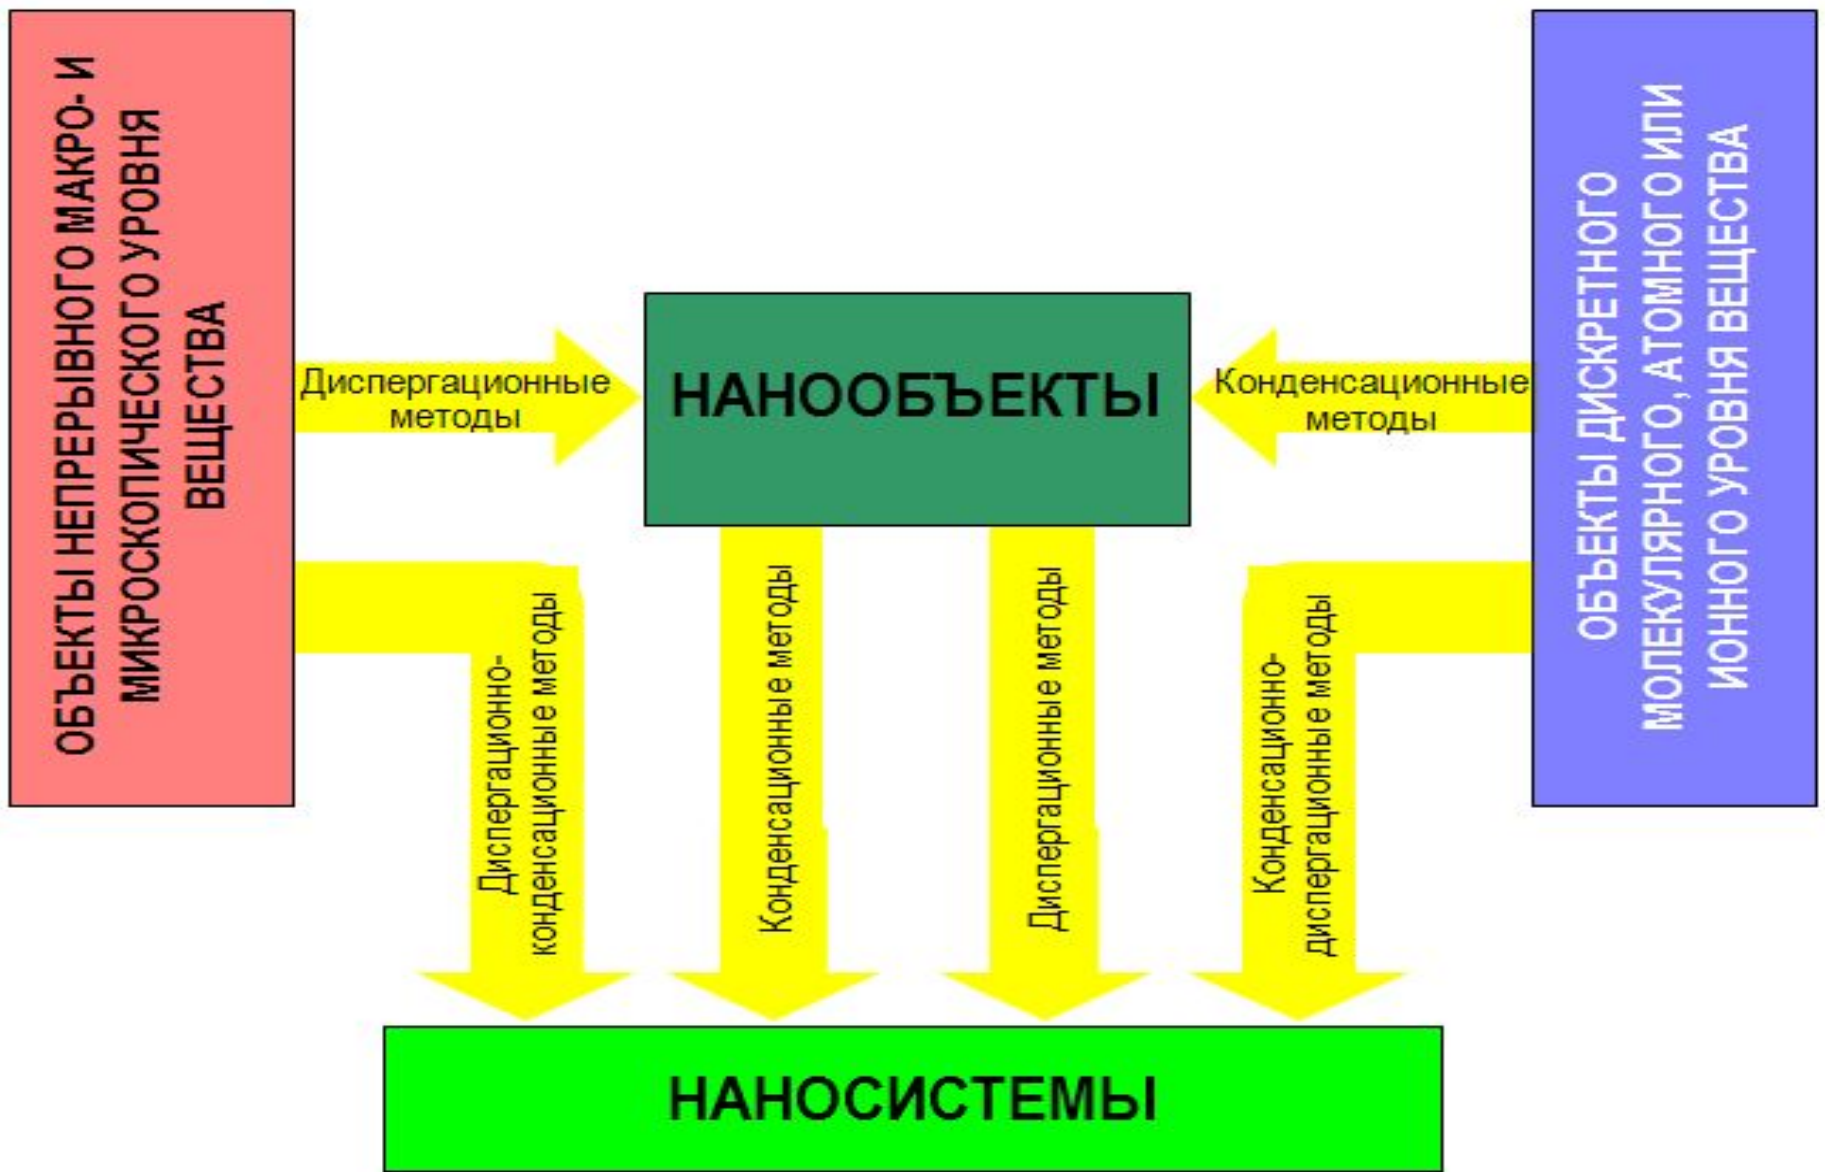 ОБЪЕКТЫ НЕПРЕРЫВНОГО МАКРО- И
МИКРОСКОПИЧЕСКОГО УРОВНЯ
ВЕЩЕСТВА
Диспергационные
методы
НАНООБЪЕКТЫ
Конденсационные
методы
ОБЪЕКТЫ ДИСКРЕТНОГО
МОЛЕКУЛЯРНОГО, АТОМНОГО ИЛИ
ИОННОГО УРОВНЯ ВЕЩЕСТВА
Диспергационно-
конденсационные методы
Конденсационные методы
Диспергационные методы
Конденсационно-
диспергационные методы
НАНОСИСТЕМЫ